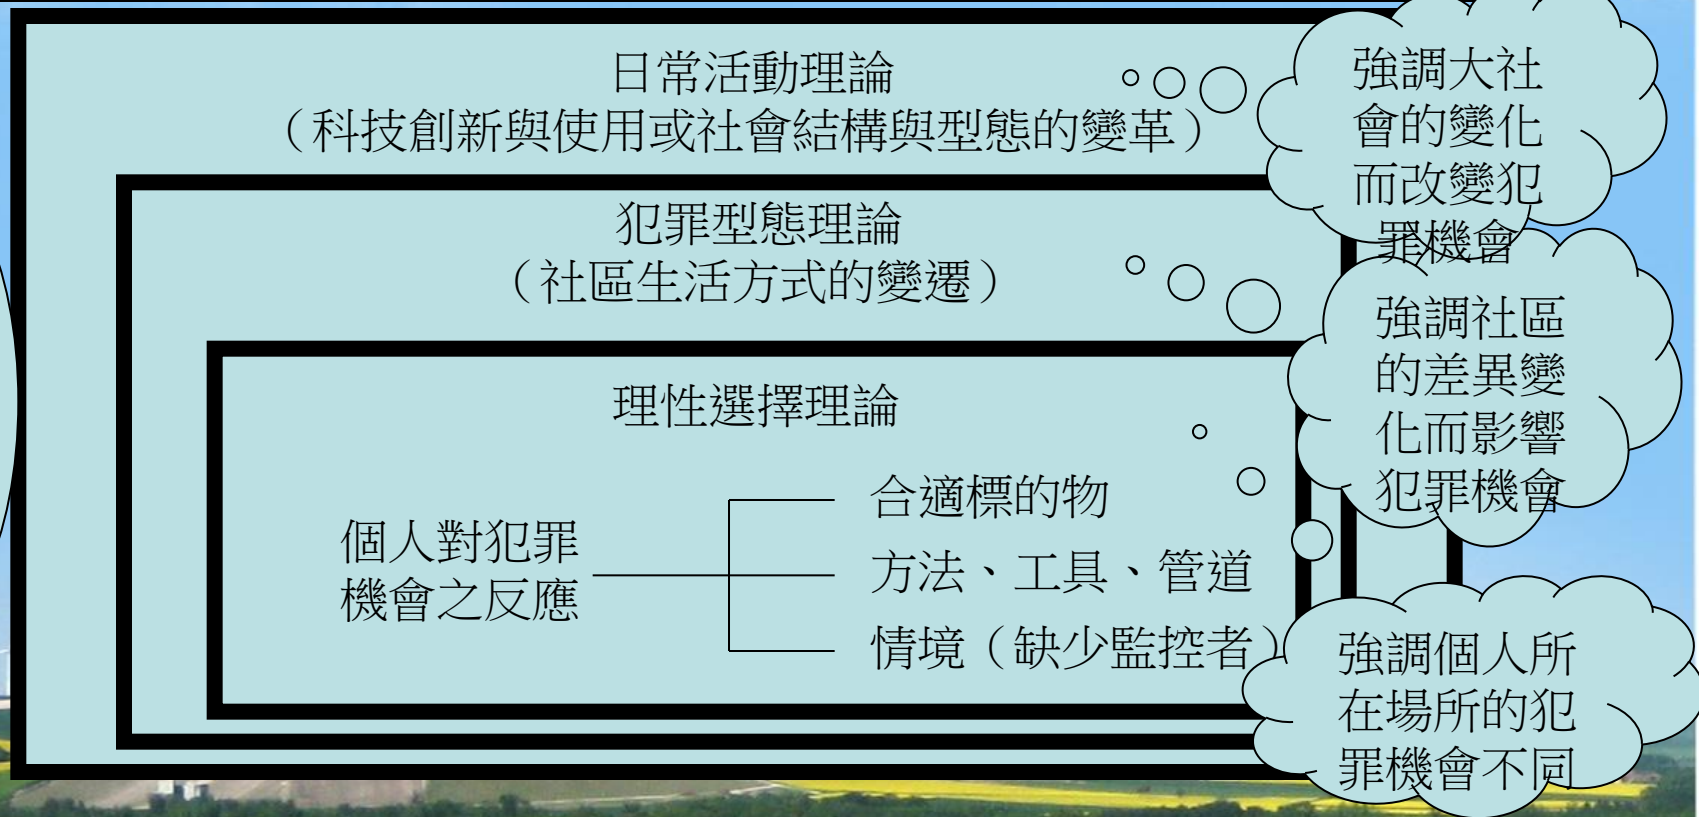 日常活動理論
（科技創新與使用或社會結構與型態的變革）
強調大社
會的變化
而改變犯
罪機會
犯罪型態理論
（社區生活方式的變遷）
強調社區
的差異變
化而影響
犯罪機會
理性選擇理論
個人對犯罪
機會之反應
合適標的物
方法、工具、管道
情境（缺少監控者）
強調個人所
在場所的犯
罪機會不同